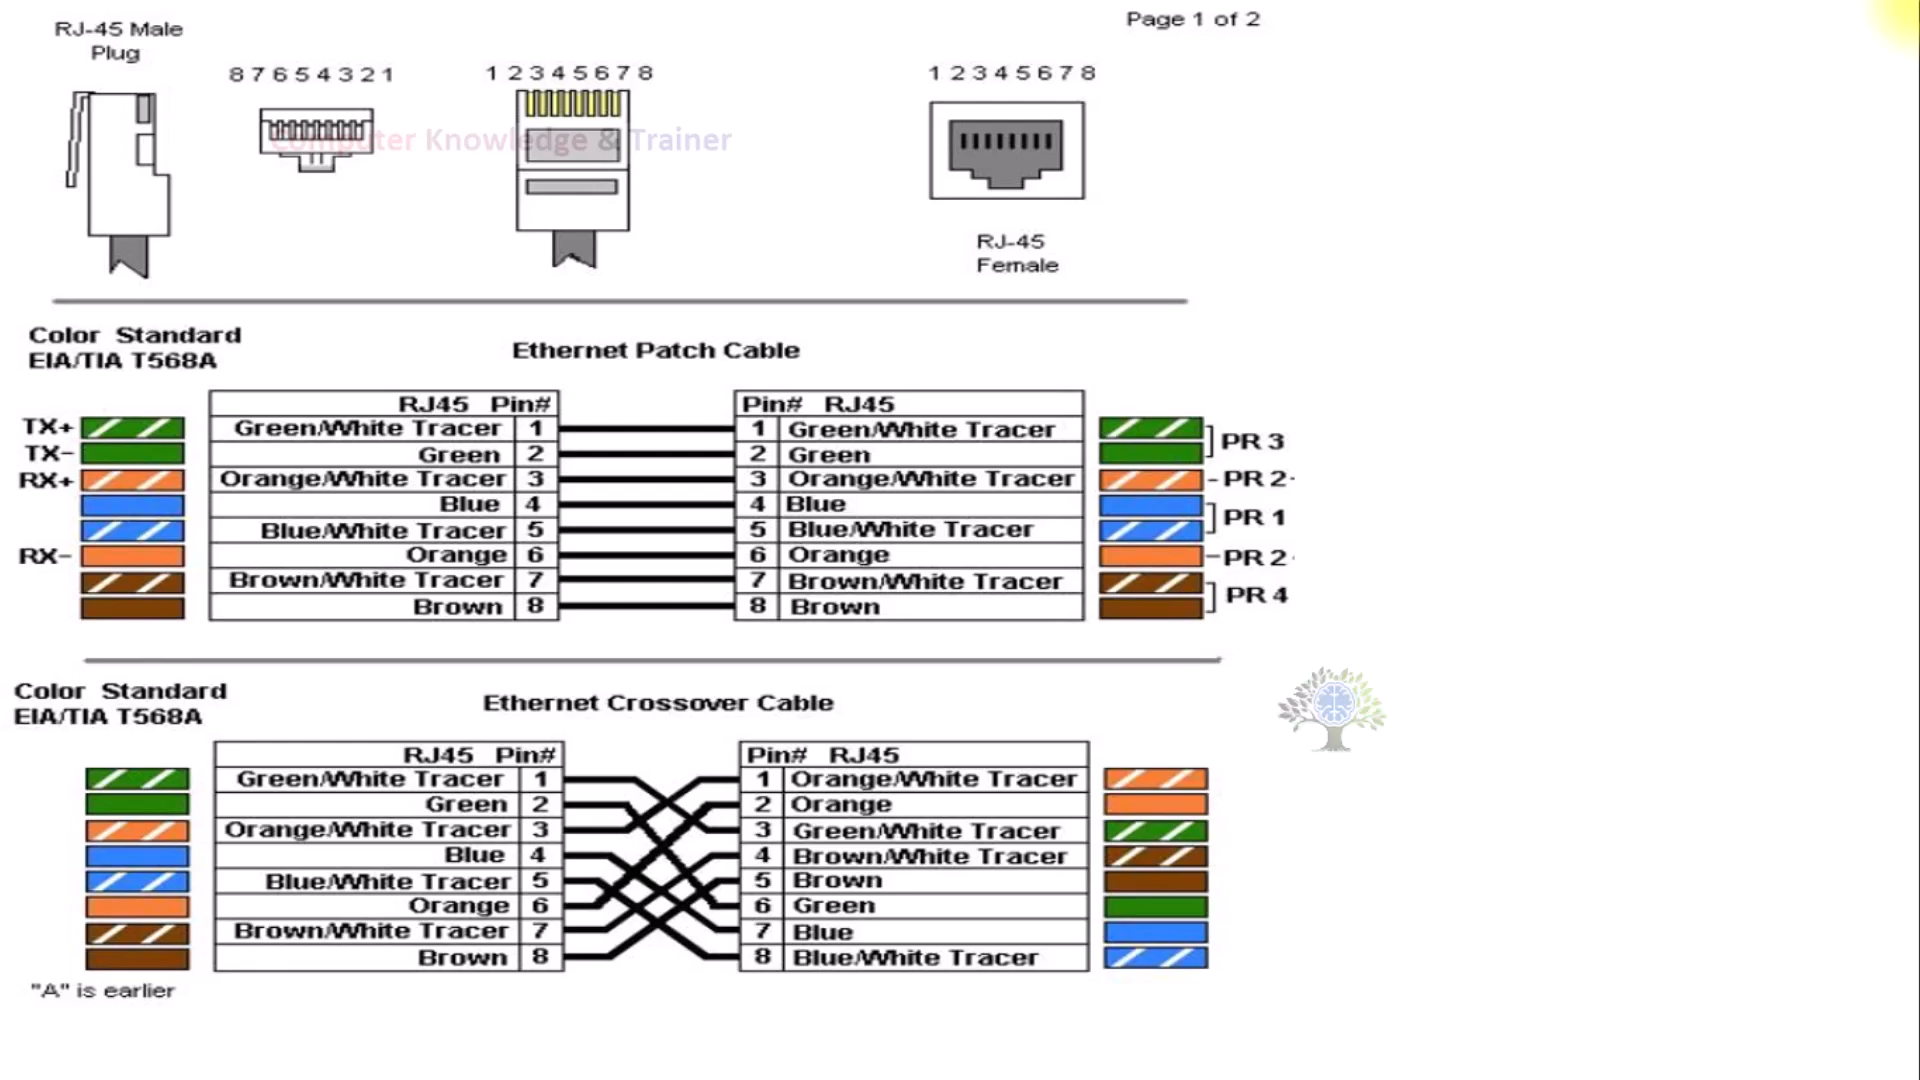 RJ-45 Male
Plug
Page 1 of 2
8 7 6 5 4 3 2 1
1 2 3 4 5 6 7 8
1 2 3 4 5 6 7 8
Computer Knowledge & Trainer
RJ-45
Female
Color Standard
EIA/TIA T568A
Ethernet Patch Cable
RJ45 Pin# Pin# RJ45
TX+ Green/White Tracer 1 1 Green/White Tracer
TX- Green 2 2 Green PR 3
RX+ Orange/White Tracer 3 3 Orange/White Tracer PR 2
Blue 4 4 Blue
Blue/White Tracer 5 5 Blue/White Tracer PR 1
RX- Orange 6 6 Orange PR 2
Brown/White Tracer 7 7 Brown/White Tracer
Brown 8 8 Brown PR 4
Color Standard
EIA/TIA T568A
Ethernet Crossover Cable
RJ45 Pin# Pin# RJ45
Green/White Tracer 1 1 Orange/White Tracer
Green 2 2 Orange
Orange/White Tracer 3 3 Green/White Tracer
Blue 4 4 Brown/White Tracer
Blue/White Tracer 5 5 Brown
Orange 6 6 Green
Brown/White Tracer 7 7 Blue
Brown 8 8 Blue/White Tracer
"A" is earlier